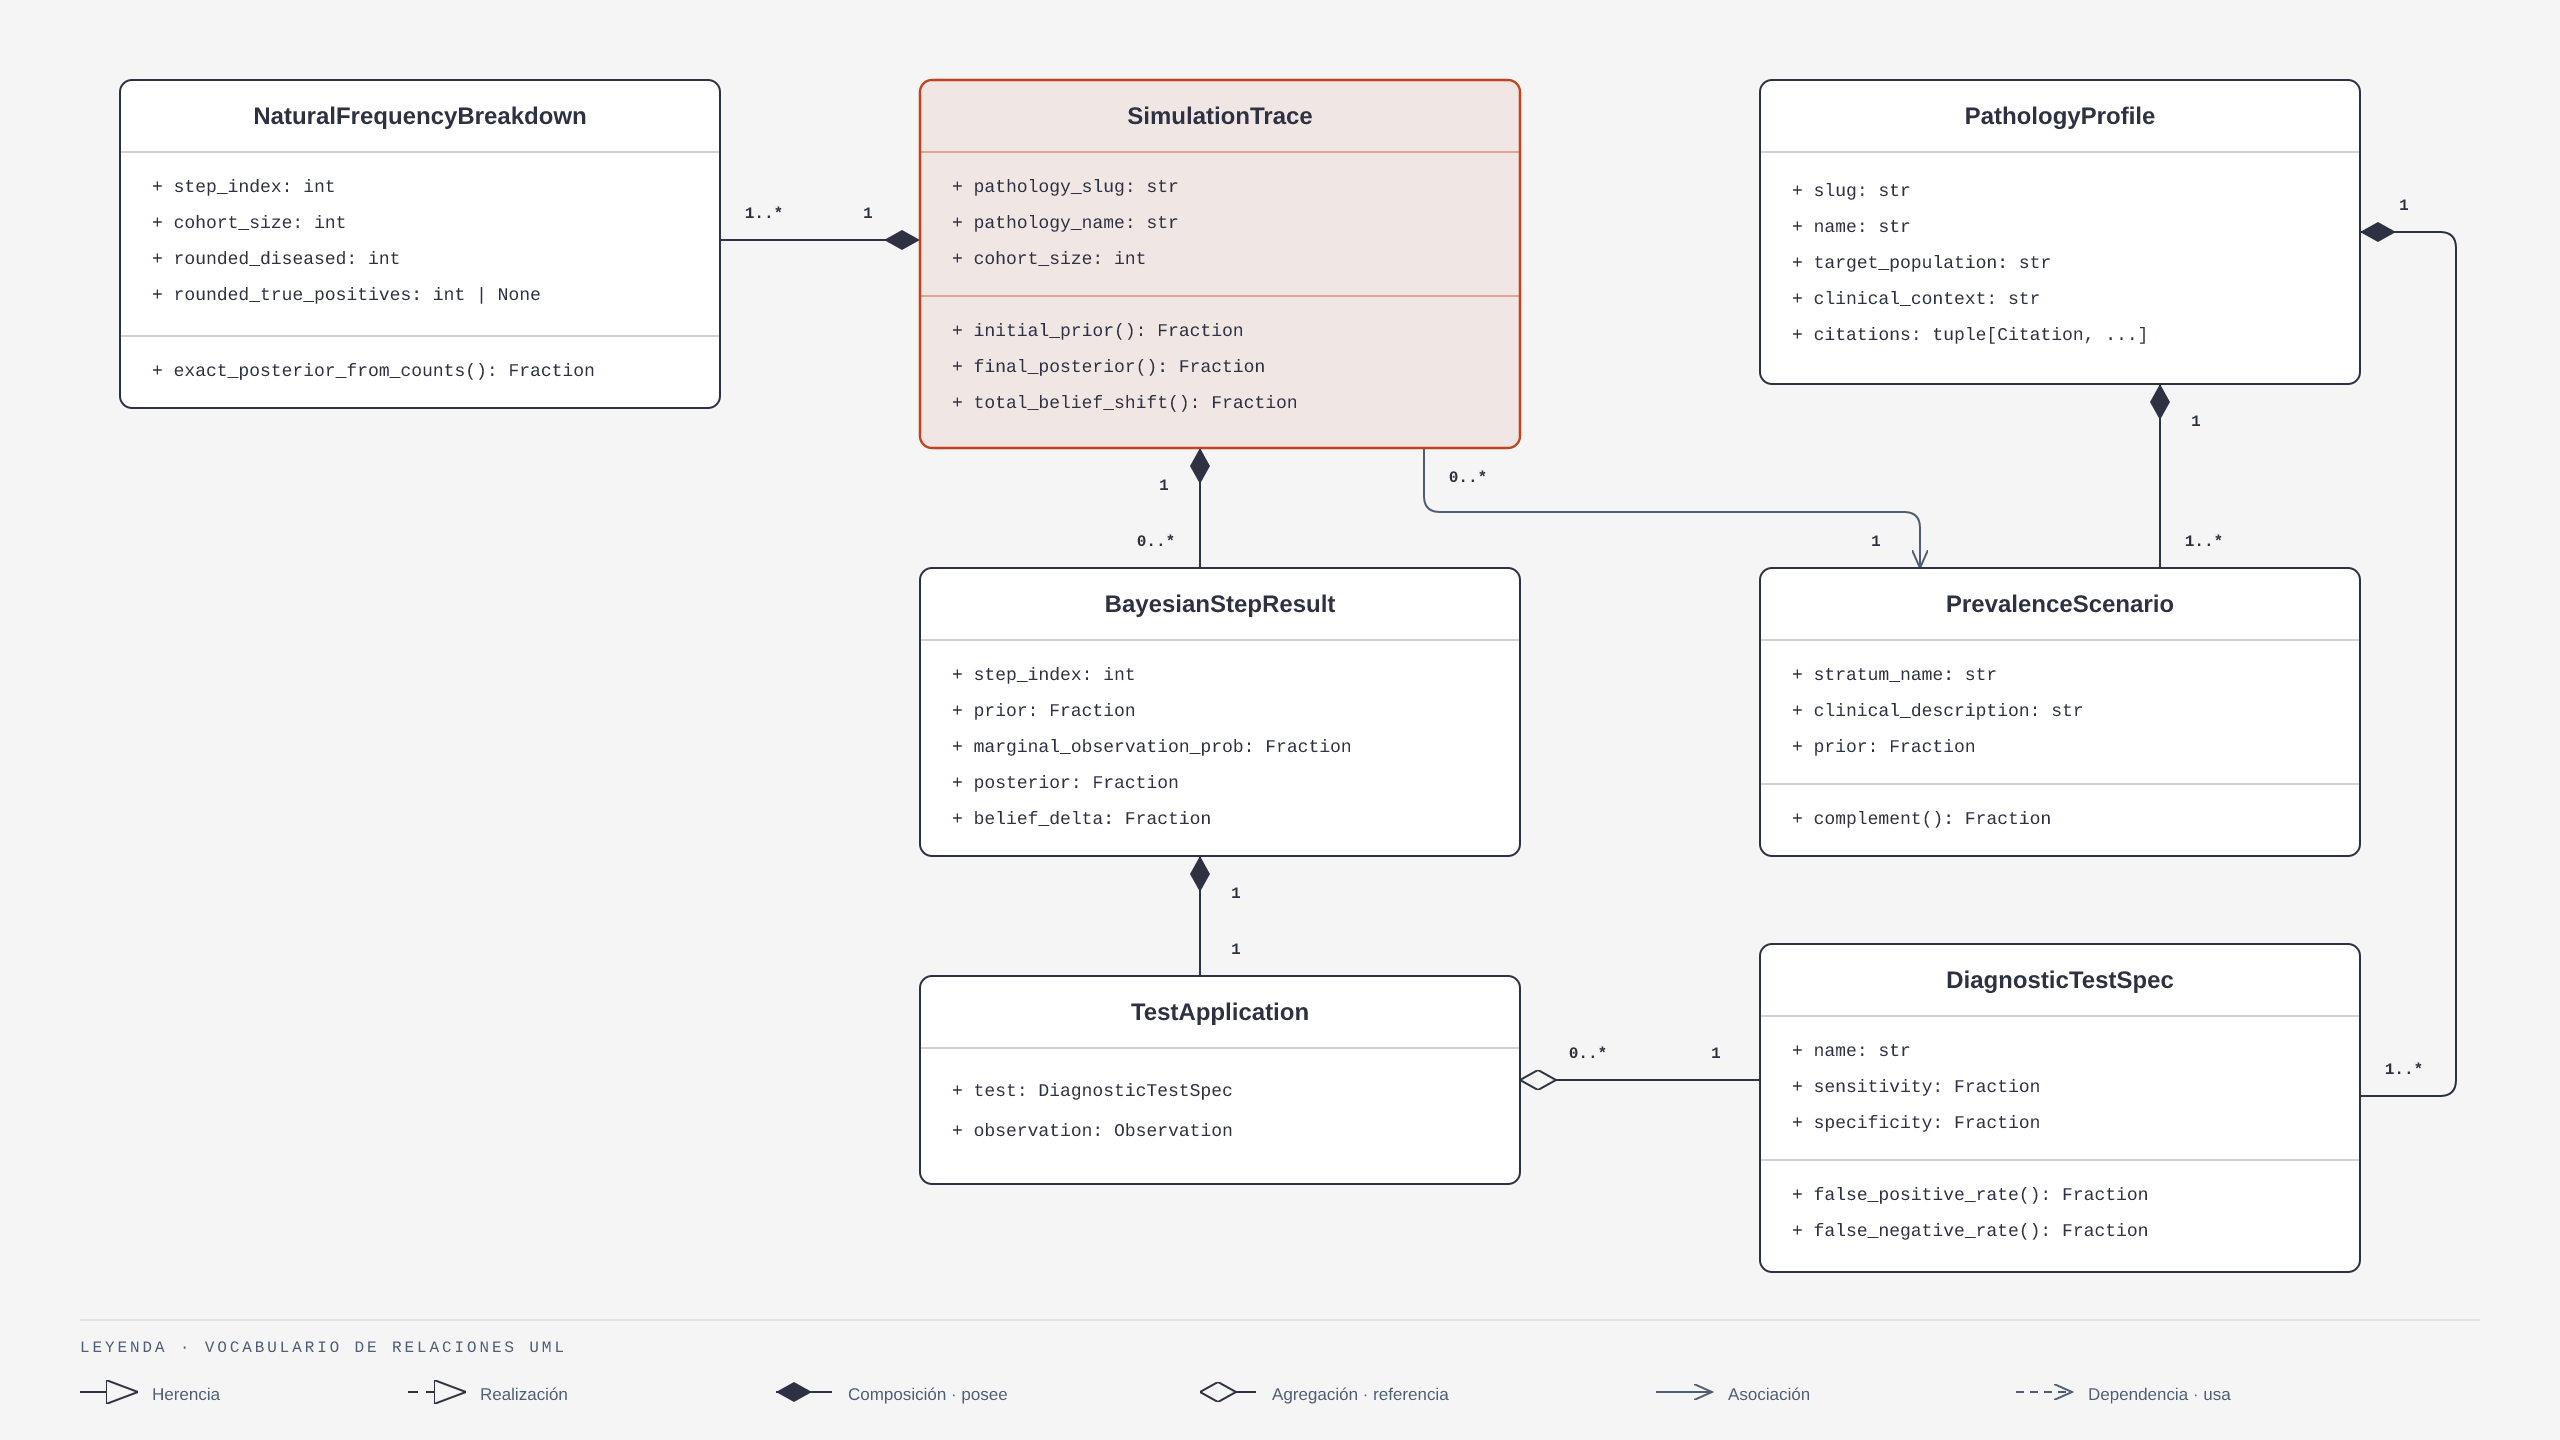 NaturalFrequencyBreakdown
+ step_index: int
+ cohort_size: int
+ rounded_diseased: int
+ rounded_true_positives: int | None
+ exact_posterior_from_counts(): Fraction
1..*
1
SimulationTrace
+ pathology_slug: str
+ pathology_name: str
+ cohort_size: int
+ initial_prior(): Fraction
+ final_posterior(): Fraction
+ total_belief_shift(): Fraction
PathologyProfile
+ slug: str
+ name: str
+ target_population: str
+ clinical_context: str
+ citations: tuple[Citation, ...]
1
1
0..*
0..*
1
1
1..*
BayesianStepResult
+ step_index: int
+ prior: Fraction
+ marginal_observation_prob: Fraction
+ posterior: Fraction
+ belief_delta: Fraction
PrevalenceScenario
+ stratum_name: str
+ clinical_description: str
+ prior: Fraction
+ complement(): Fraction
1
1
TestApplication
+ test: DiagnosticTestSpec
+ observation: Observation
0..*
1
DiagnosticTestSpec
+ name: str
+ sensitivity: Fraction
+ specificity: Fraction
+ false_positive_rate(): Fraction
+ false_negative_rate(): Fraction
1..*
LEYENDA · VOCABULARIO DE RELACIONES UML
Herencia
Realización
Composición · posee
Agregación · referencia
Asociación
Dependencia · usa